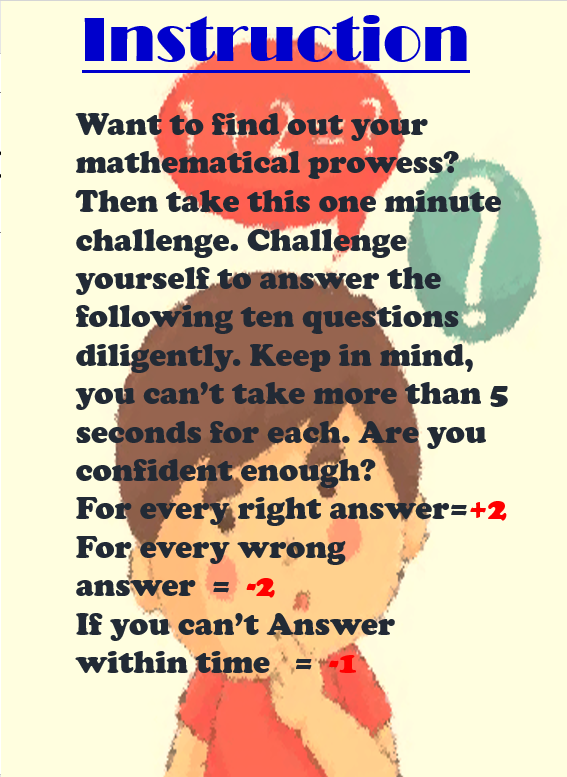 Instruction
1+2=?
Want to find out your
mathematical prowess?
Then take this one minute
challenge. Challenge
yourself to answer the
following ten questions
diligently. Keep in mind,
you can’t take more than 5
seconds for each. Are you
confident enough?
For every right answer=+2
For every wrong
answer = -2
If you can’t Answer
within time = -1
?